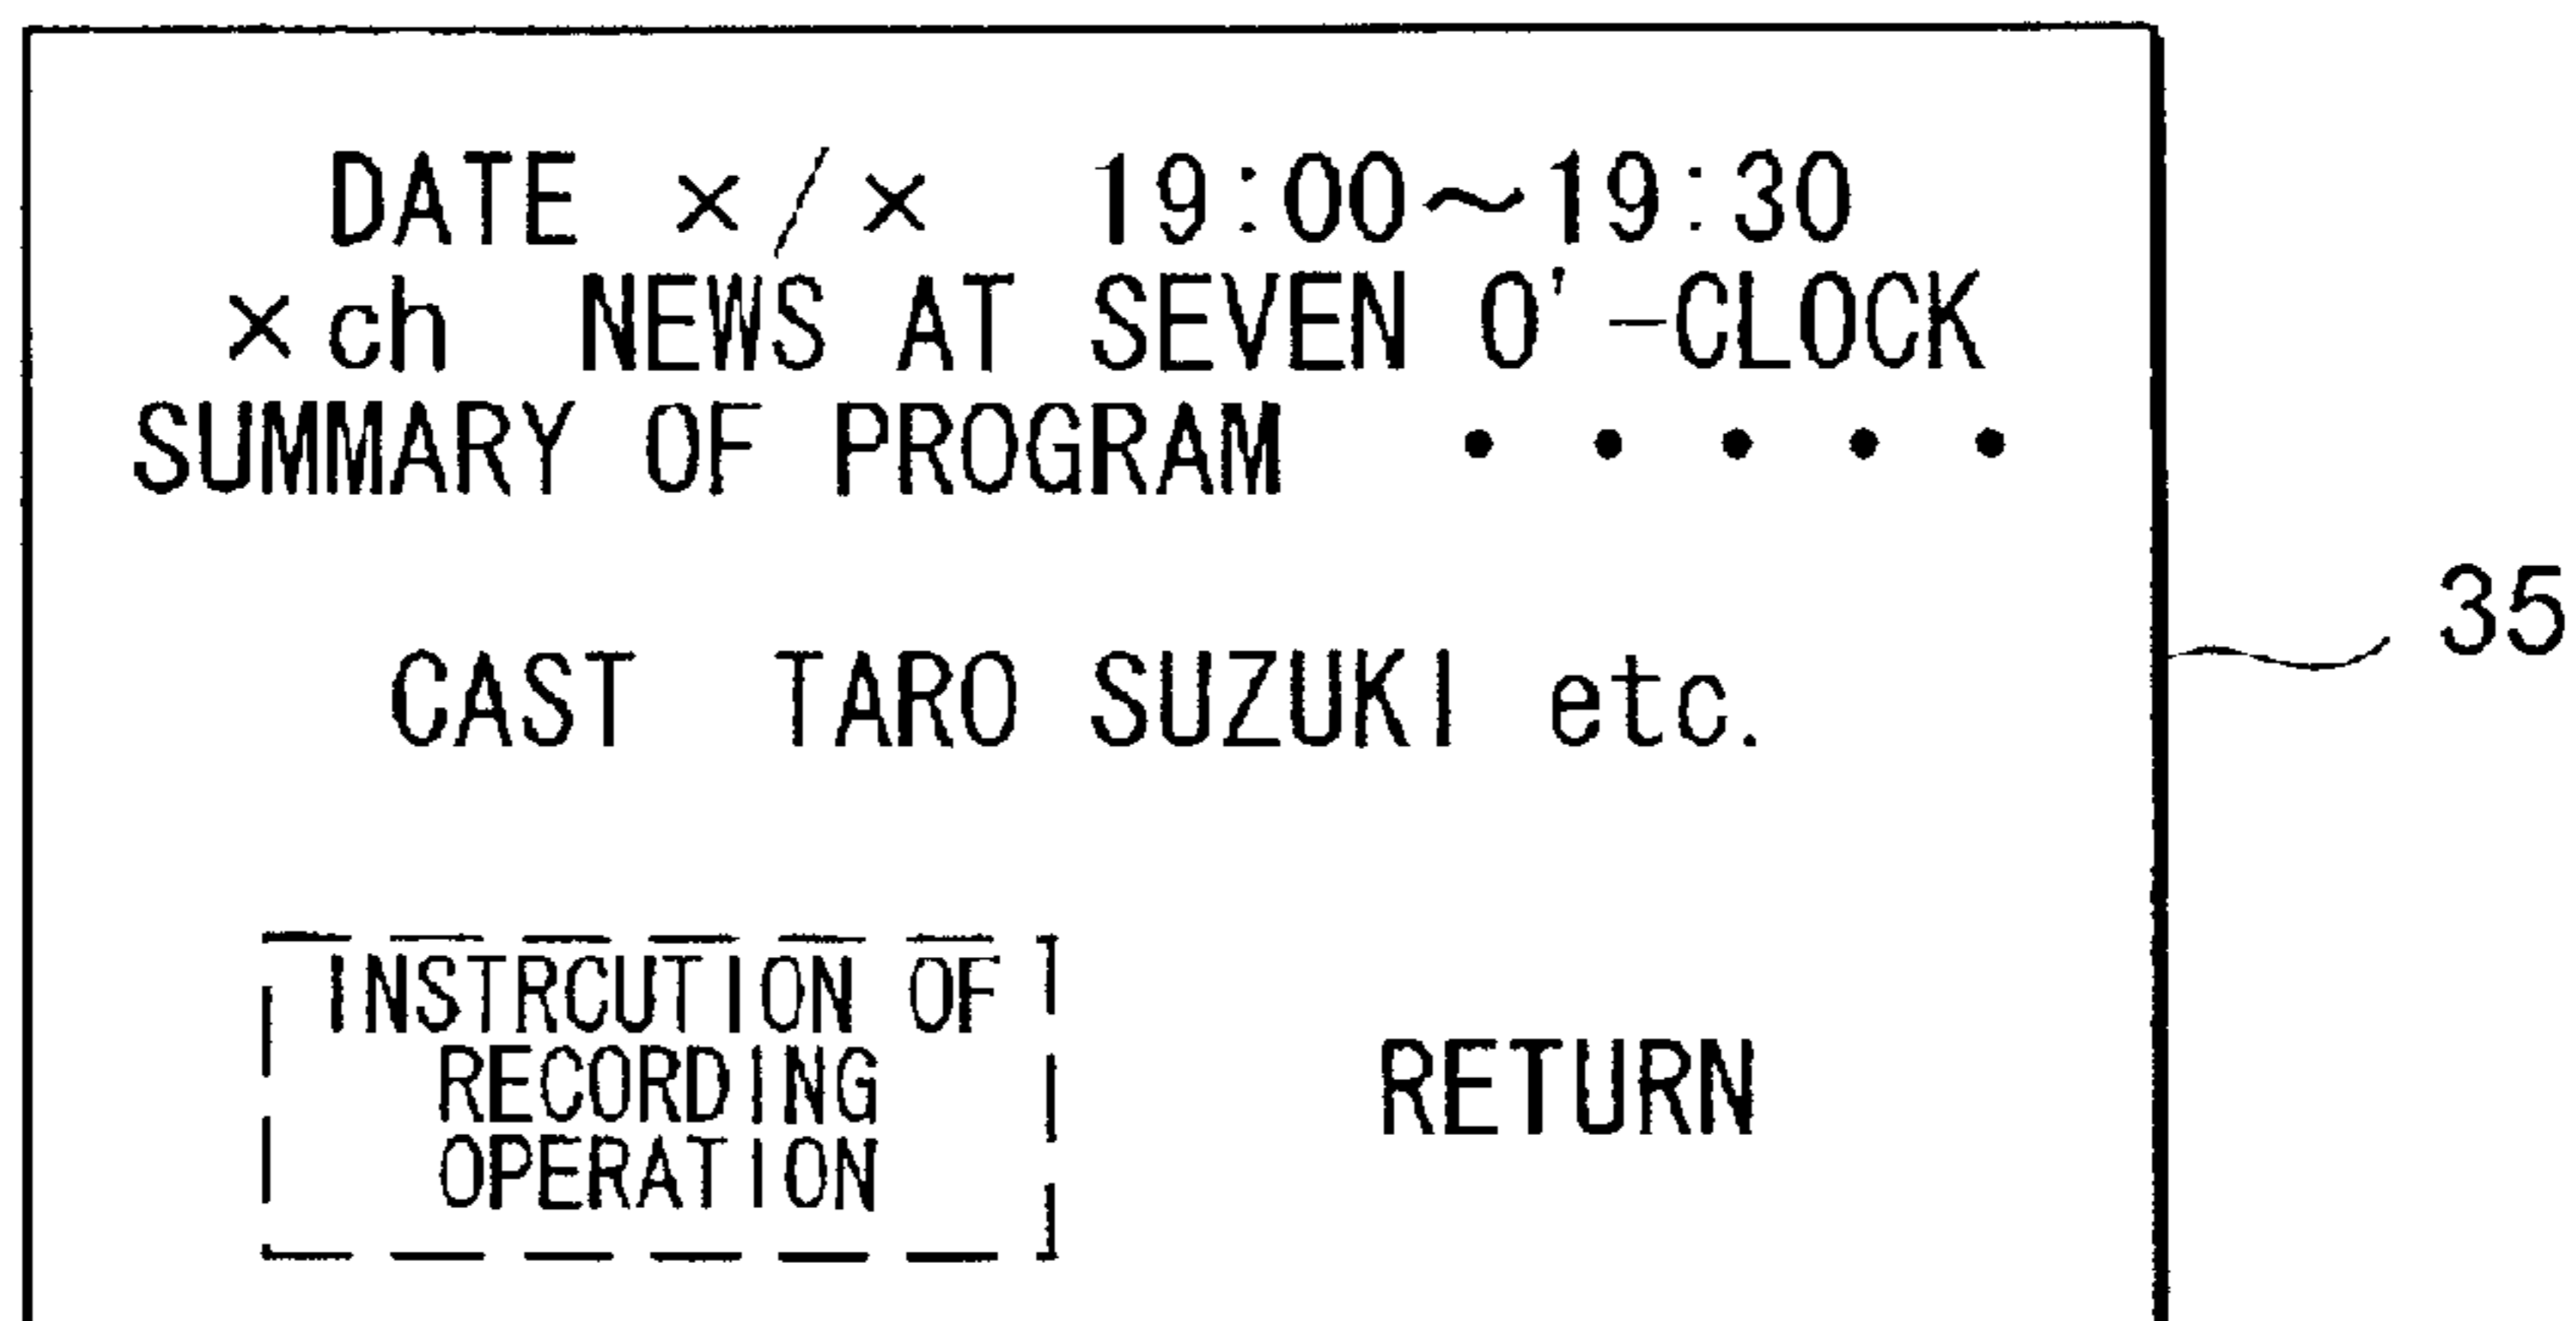 DATE ×/× 19:00～19:30
×ch NEWS AT SEVEN O'-CLOCK
SUMMARY OF PROGRAM ・・・・・
35
CAST TARO SUZUKI etc.
INSTRCUTION OF
RECORDING
OPERATION
RETURN